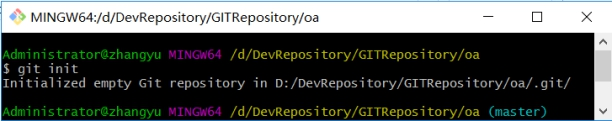 MINGW64:/d/DevRepository/GITRepository/oa
Administrator@zhangyu MINGW64 /d/DevRepository/GITRepository/oa
$ git init
Initialized empty Git repository in D:/DevRepository/GITRepository/oa/.git/
Administrator@zhangyu MINGW64 /d/DevRepository/GITRepository/oa (master)